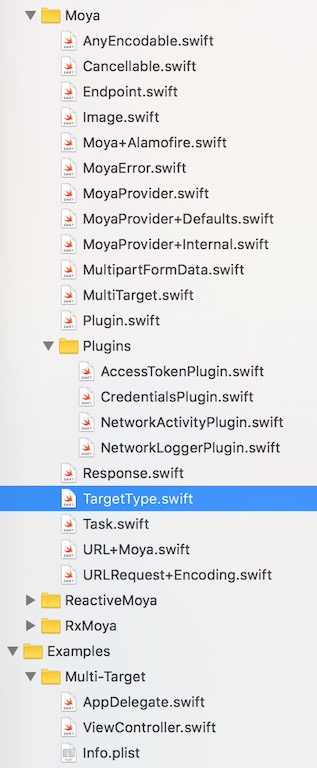 Moya
AnyEncodable.swift
Cancellable.swift
Endpoint.swift
Image.swift
Moya+Alamofire.swift
MoyaError.swift
MoyaProvider.swift
MoyaProvider+Defaults.swift
MoyaProvider+Internal.swift
MultipartFormData.swift
MultiTarget.swift
Plugin.swift
Plugins
AccessTokenPlugin.swift
CredentialsPlugin.swift
NetworkActivityPlugin.swift
NetworkLoggerPlugin.swift
Response.swift
TargetType.swift
Task.swift
URL+Moya.swift
URLRequest+Encoding.swift
ReactiveMoya
RxMoya
Examples
Multi-Target
AppDelegate.swift
ViewController.swift
Info.plist